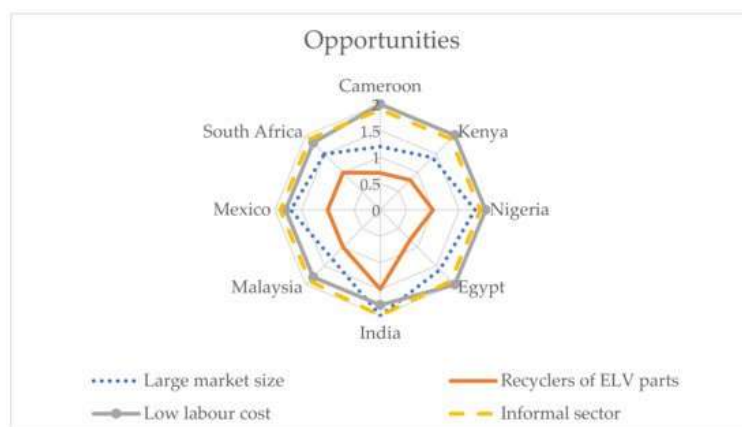 Opportunities
Cameroon
2
South Africa
1.5
Kenya
1
0.5
Mexico
0
Nigeria
Malaysia
Egypt
India
Large market size
Recyclers of ELV parts
Low labour cost
Informal sector